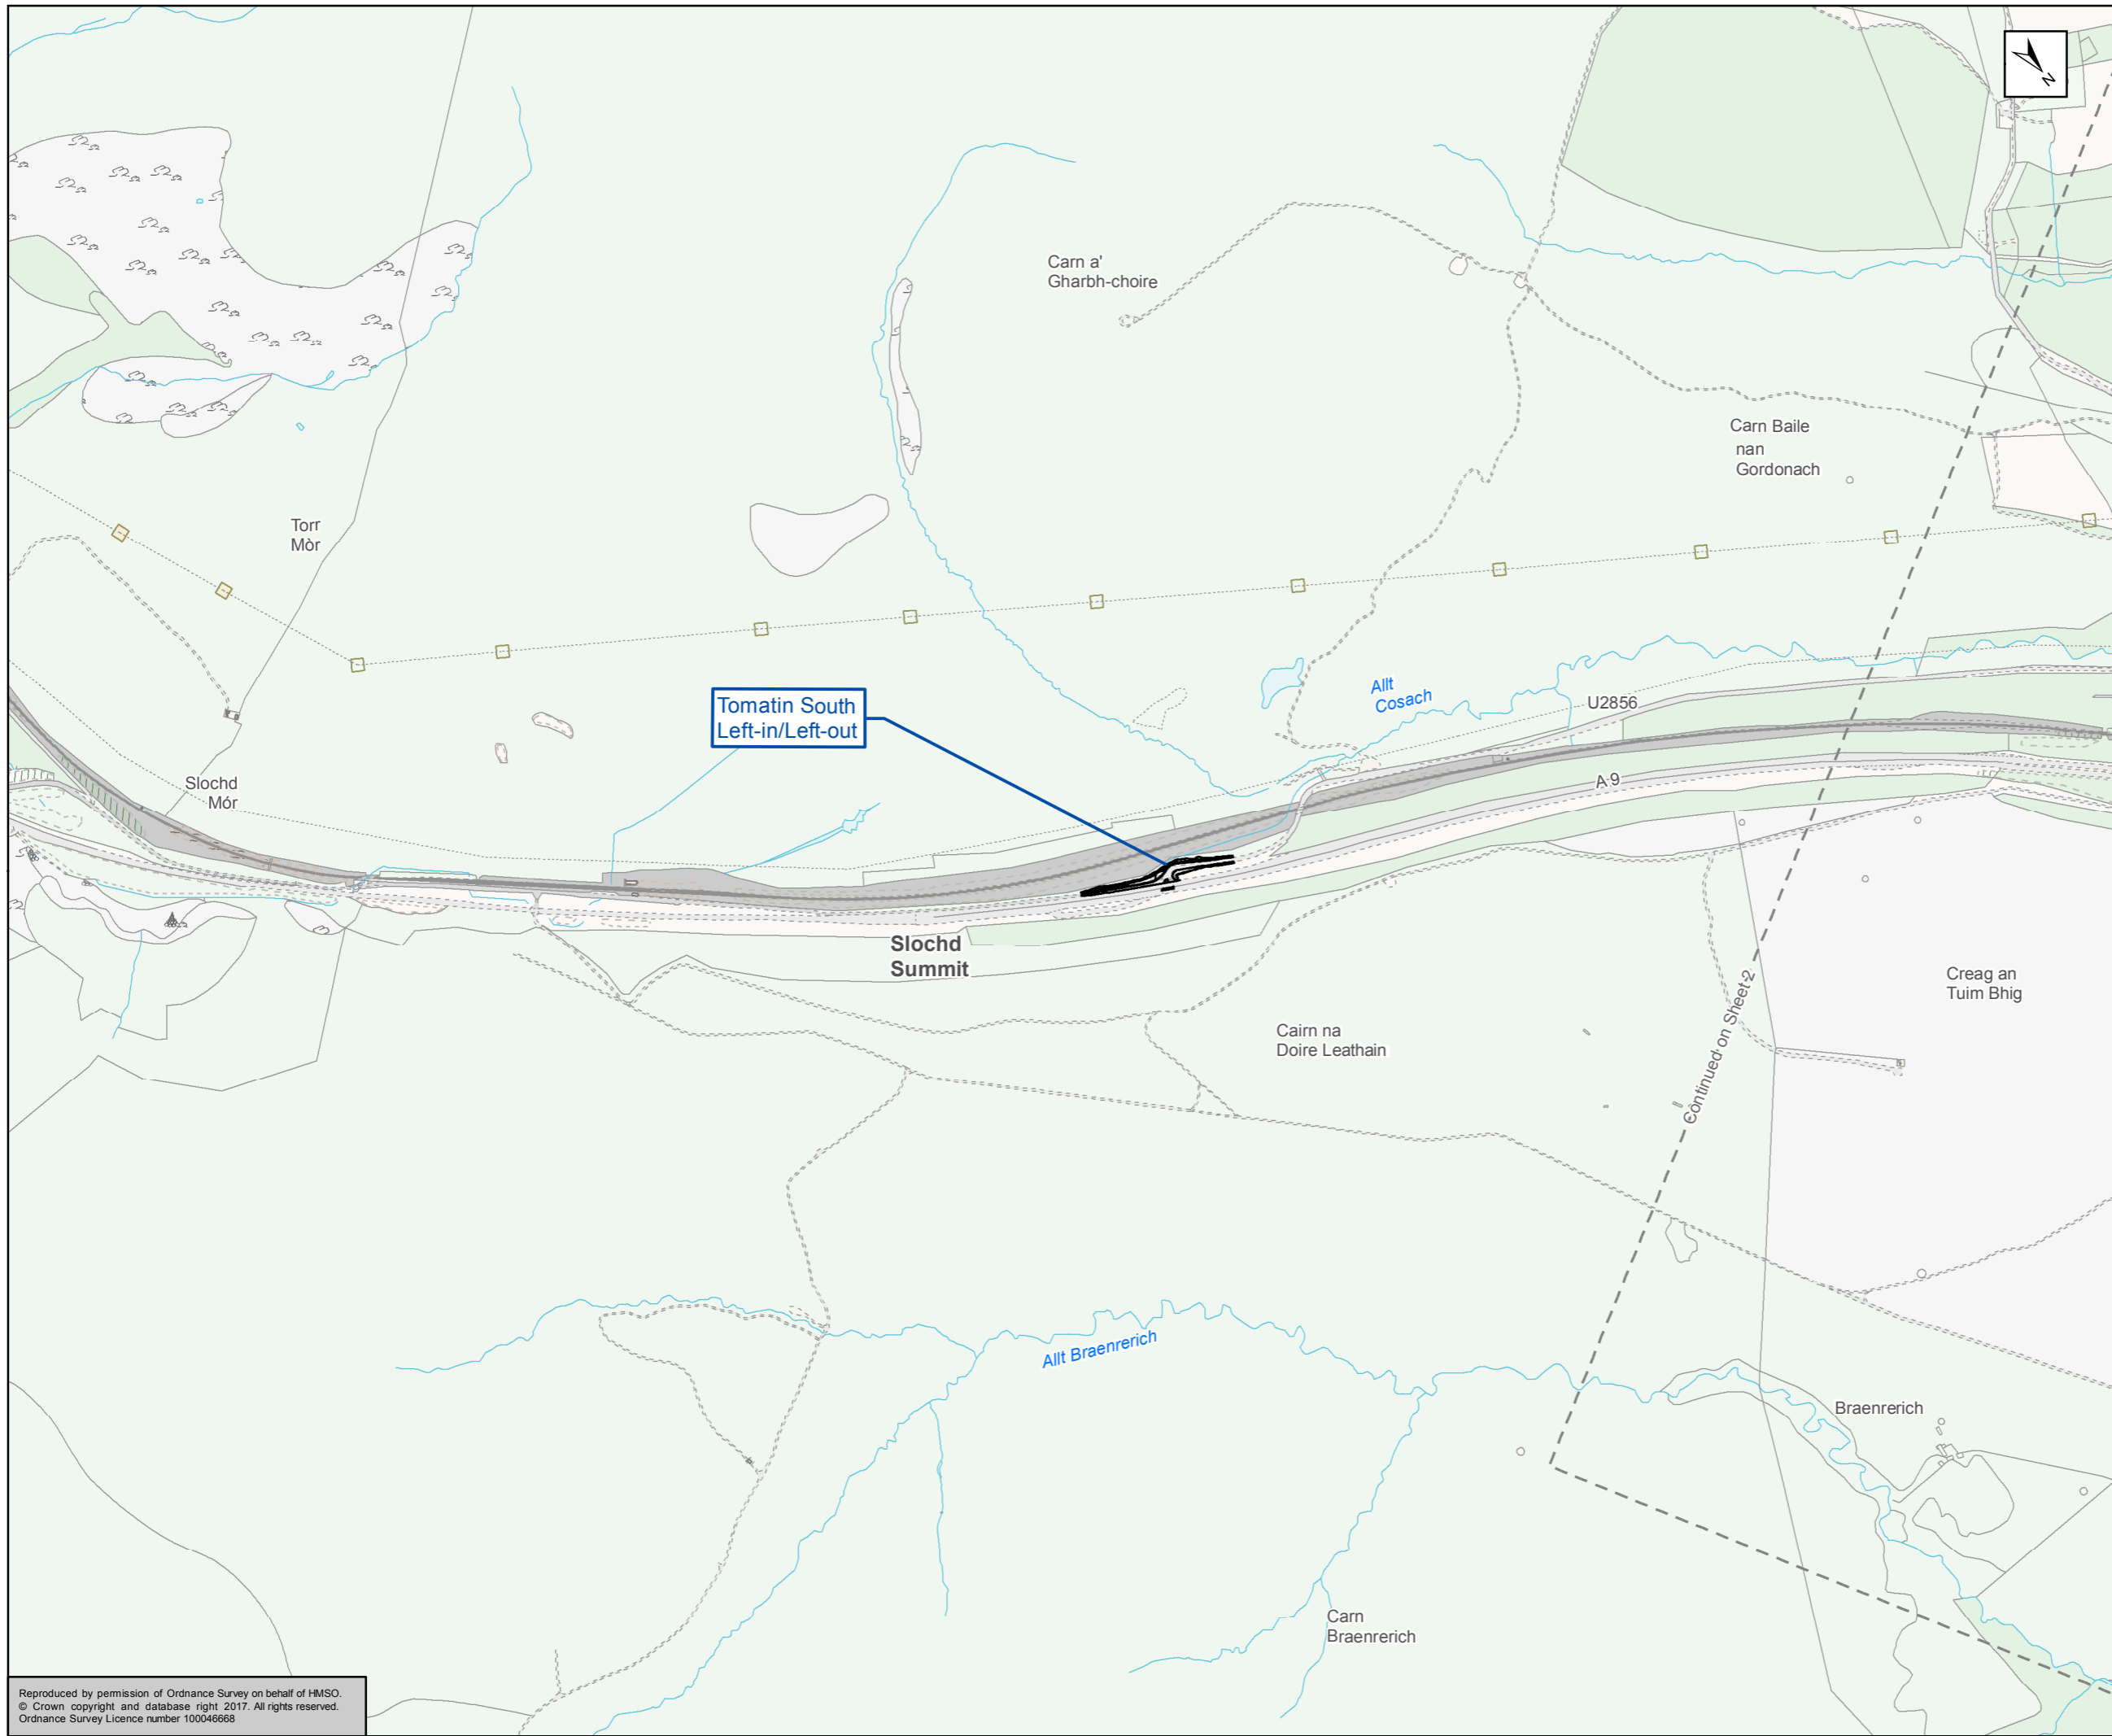 N
Carn a'
Gharbh-choire
Carn Baile
nan
Gordonach
Torr
Mòr
Allt
Cosach
U2856
Tomatin South
Left-in/Left-out
Slochd
Mór
A 9
Slochd
Summit
Creag an
Tuim Bhig
Cairn na
Doire Leathain
Continued on Sheet 2
Allt Braenrerich
Braenrerich
Carn
Braenrerich
Reproduced by permission of Ordnance Survey on behalf of HMSO.
© Crown copyright and database right 2017. All rights reserved.
Ordnance Survey Licence number 100046668